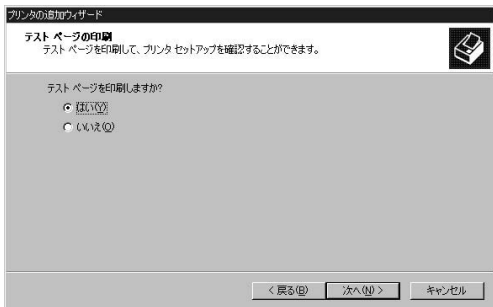 プリンタの追加ウィザード
テスト ページの印刷
テスト ページを印刷して、プリンタ セットアップを確認することができます。
テスト ページを印刷しますか?
はい(Y)
いいえ(O)
< 戻る(B) 次へ(N) > キャンセル